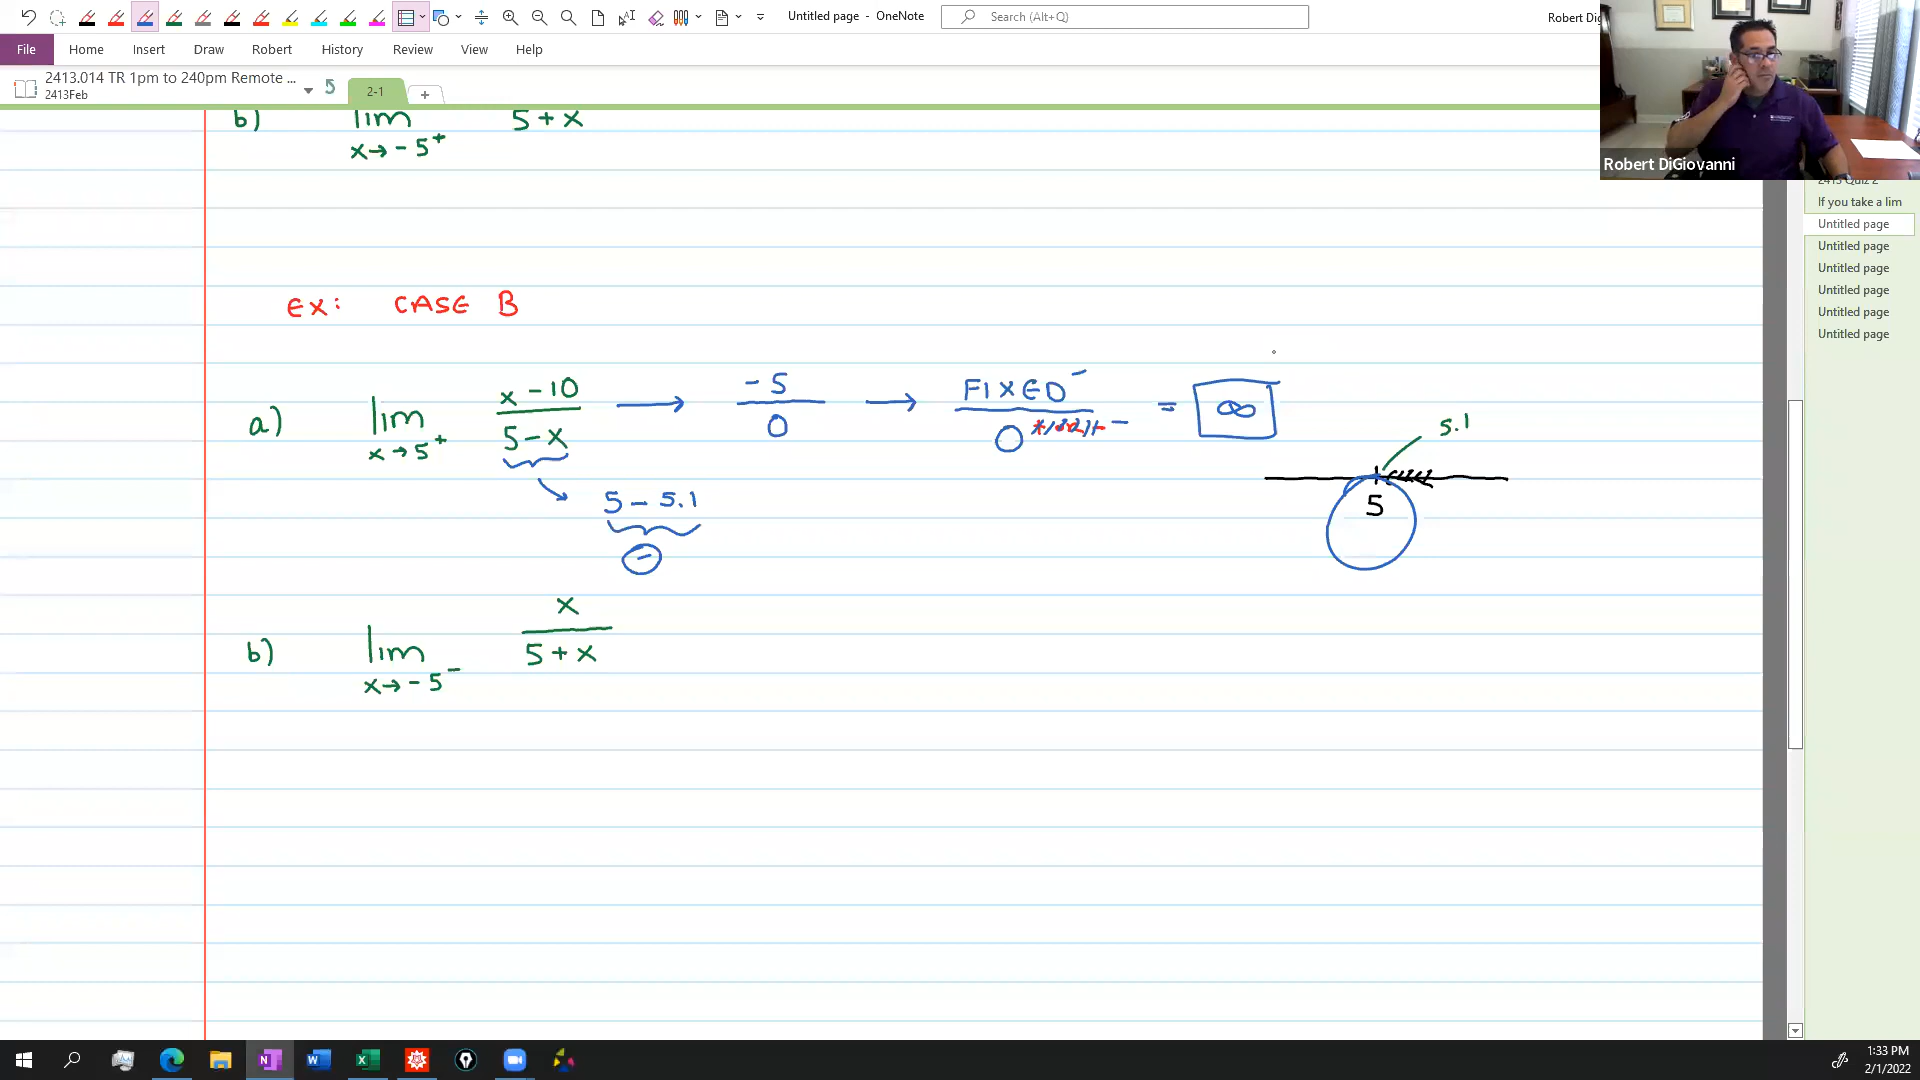 Untitled page - OneNote
Search (Alt+Q)
File Home Insert Draw Robert History Review View Help
2413.014 TR 1pm to 240pm Remote ...
2413Feb
2-1
Robert DiGiovanni
If you take a lim
Untitled page
Untitled page
Untitled page
Untitled page
Untitled page
Untitled page
b) lim 5 + x
x → -5⁺
EX: CASE B
a) lim x → 5⁺ (x - 10)/(5 - x) → -5/0 → FIXED⁻/0⁻ = ∞
5.1
5 - 5.1
5
-
b) lim x → -5⁻ x/(5 + x)
1:33 PM
2/1/2022